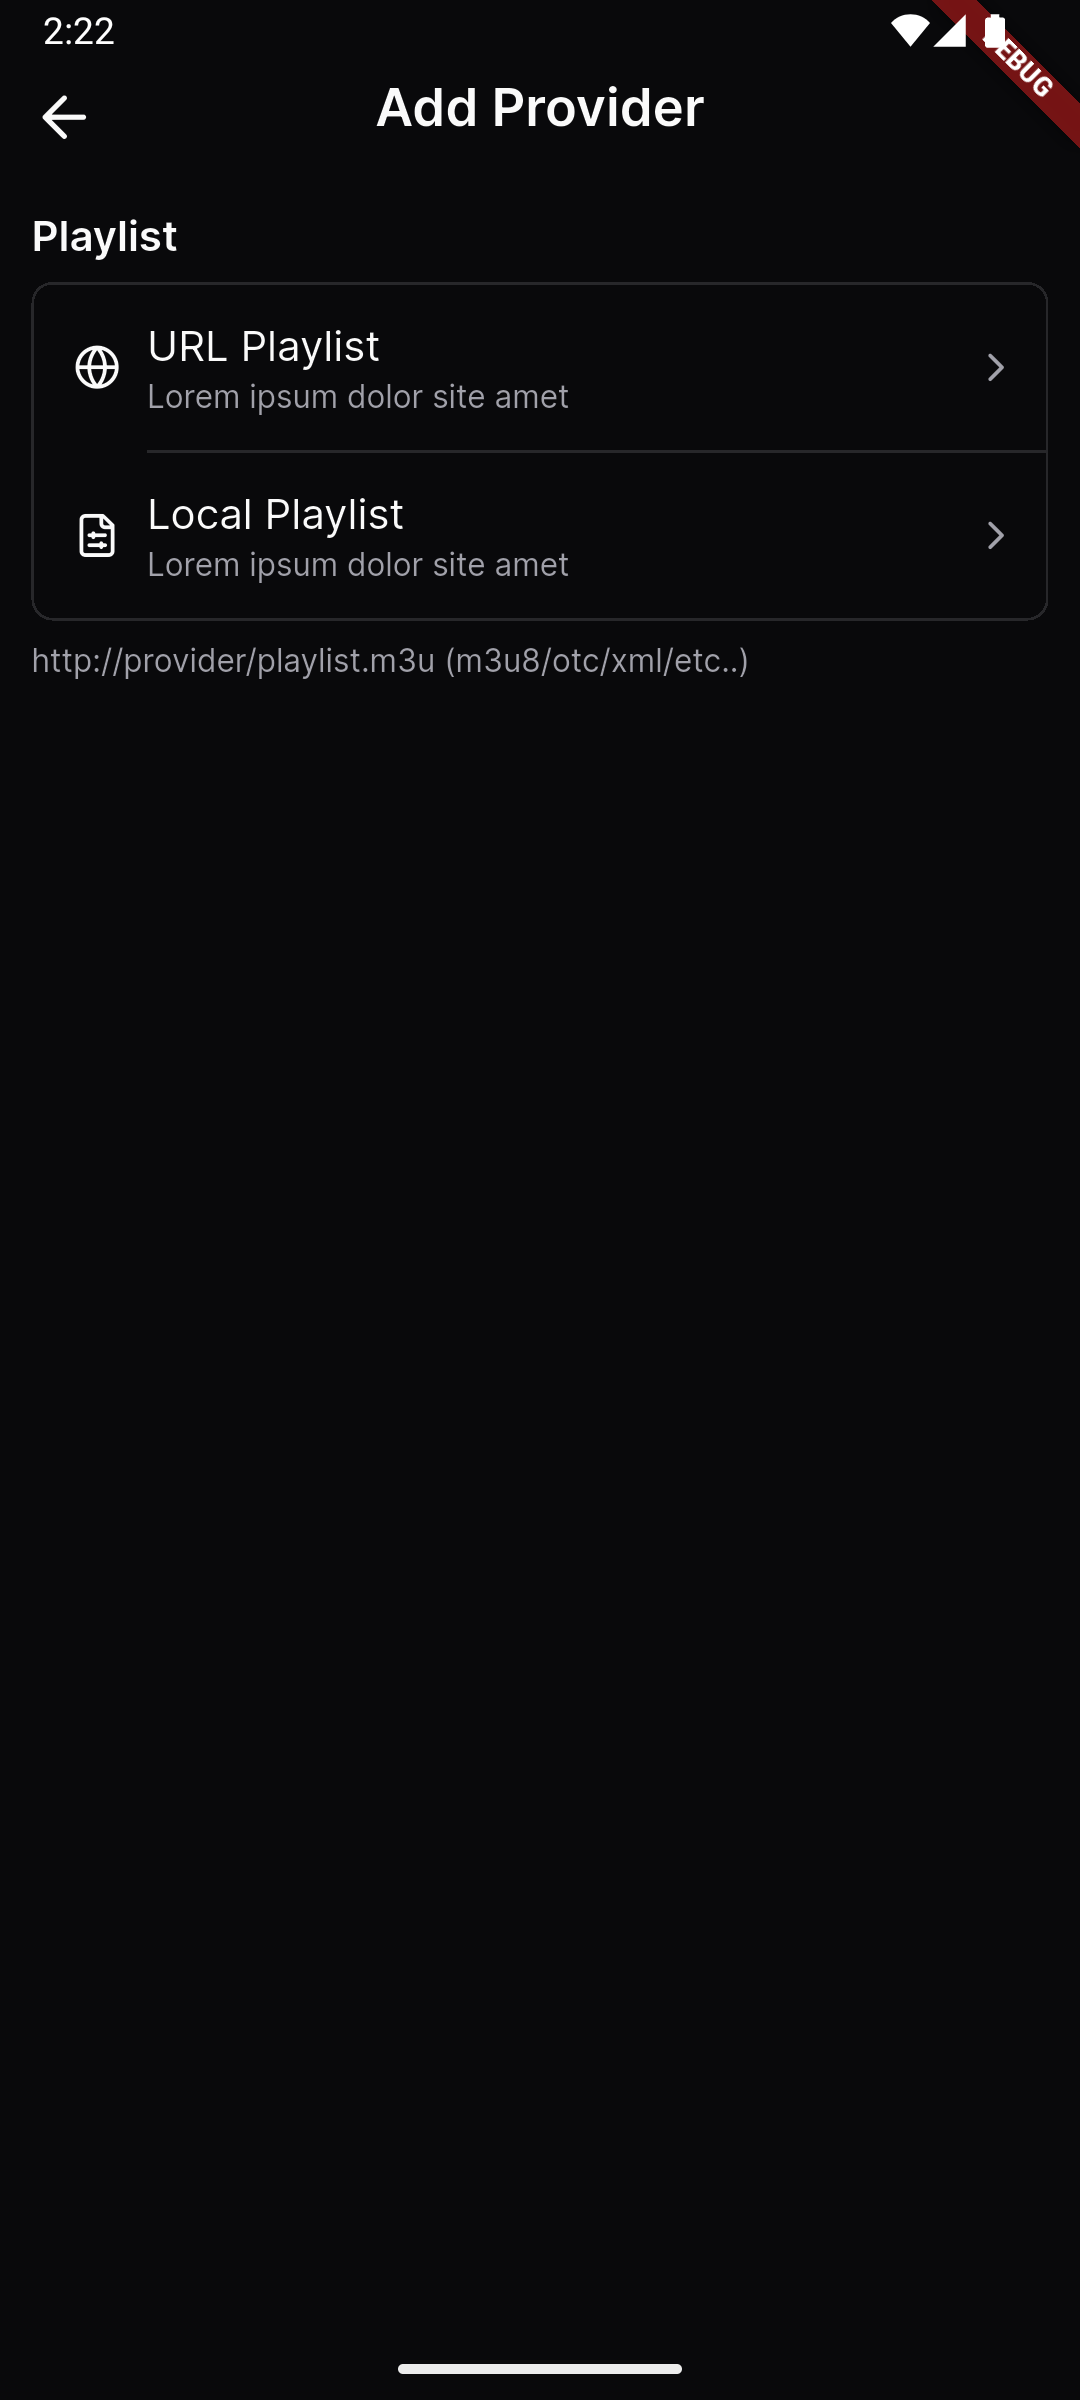 2:22
EBUG
Add Provider
Playlist
URL Playlist
Lorem ipsum dolor site amet
Local Playlist
Lorem ipsum dolor site amet
http://provider/playlist.m3u (m3u8/otc/xml/etc..)